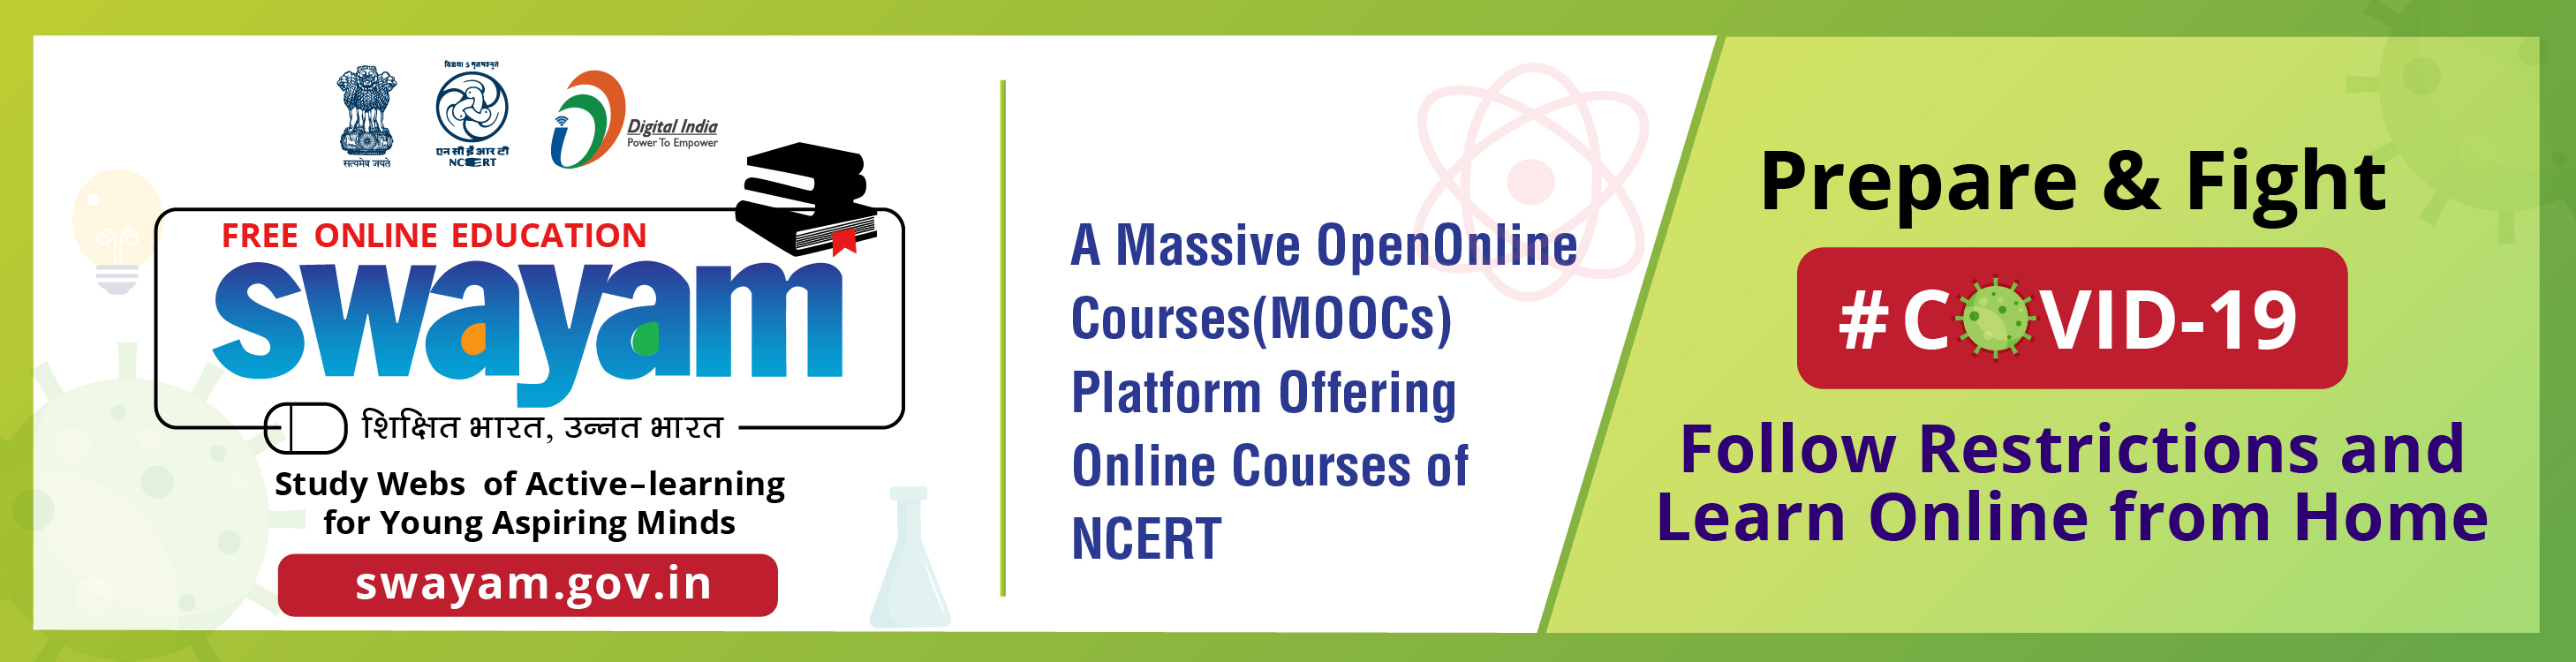 सत्यमेव जयते
विद्यया ऽ मृतमश्नुते
एन सी ई आर टी
NCERT
Digital India
Power To Empower
FREE ONLINE EDUCATION
swayam
शिक्षित भारत, उन्नत भारत
Study Webs of Active-learning
for Young Aspiring Minds
swayam.gov.in
A Massive OpenOnline
Courses(MOOCs)
Platform Offering
Online Courses of
NCERT
Prepare & Fight
#COVID-19
Follow Restrictions and
Learn Online from Home